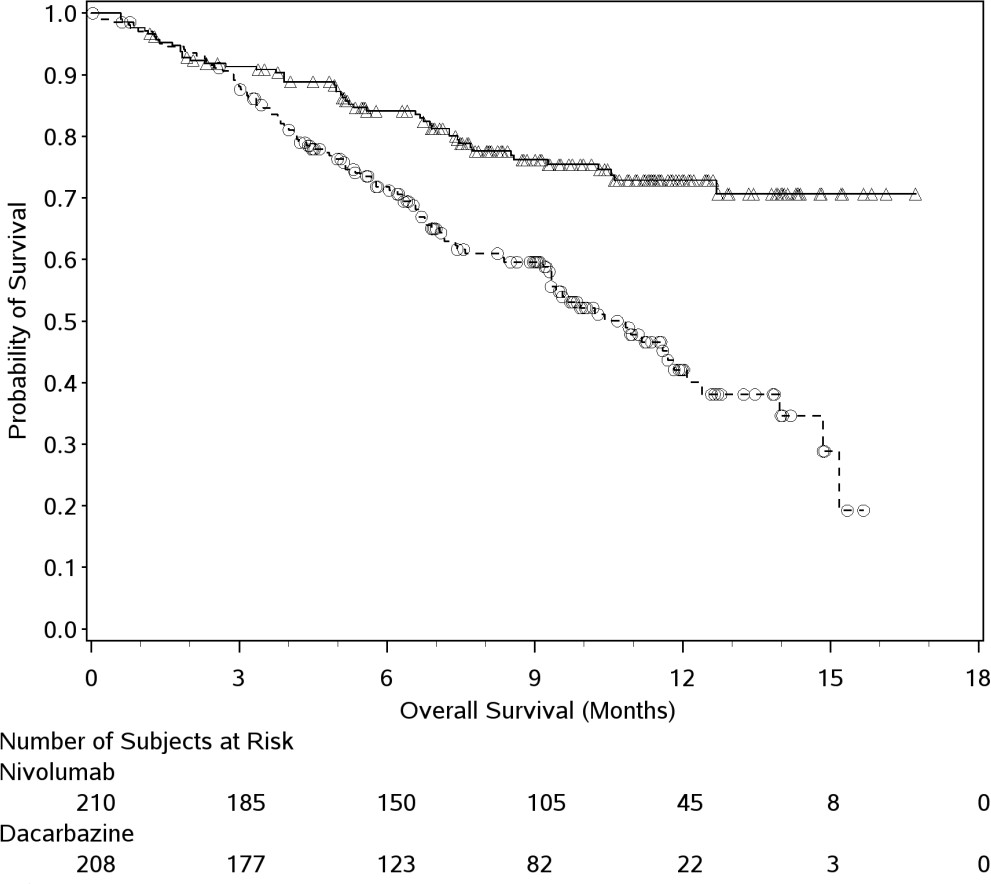 1.0
0.9
0.8
0.7
0.6
0.5
0.4
0.3
0.2
0.1
0.0
Probability of Survival
0 3 6 9 12 15 18
Overall Survival (Months)
Number of Subjects at Risk
Nivolumab
210 185 150 105 45 8 0
Dacarbazine
208 177 123 82 22 3 0